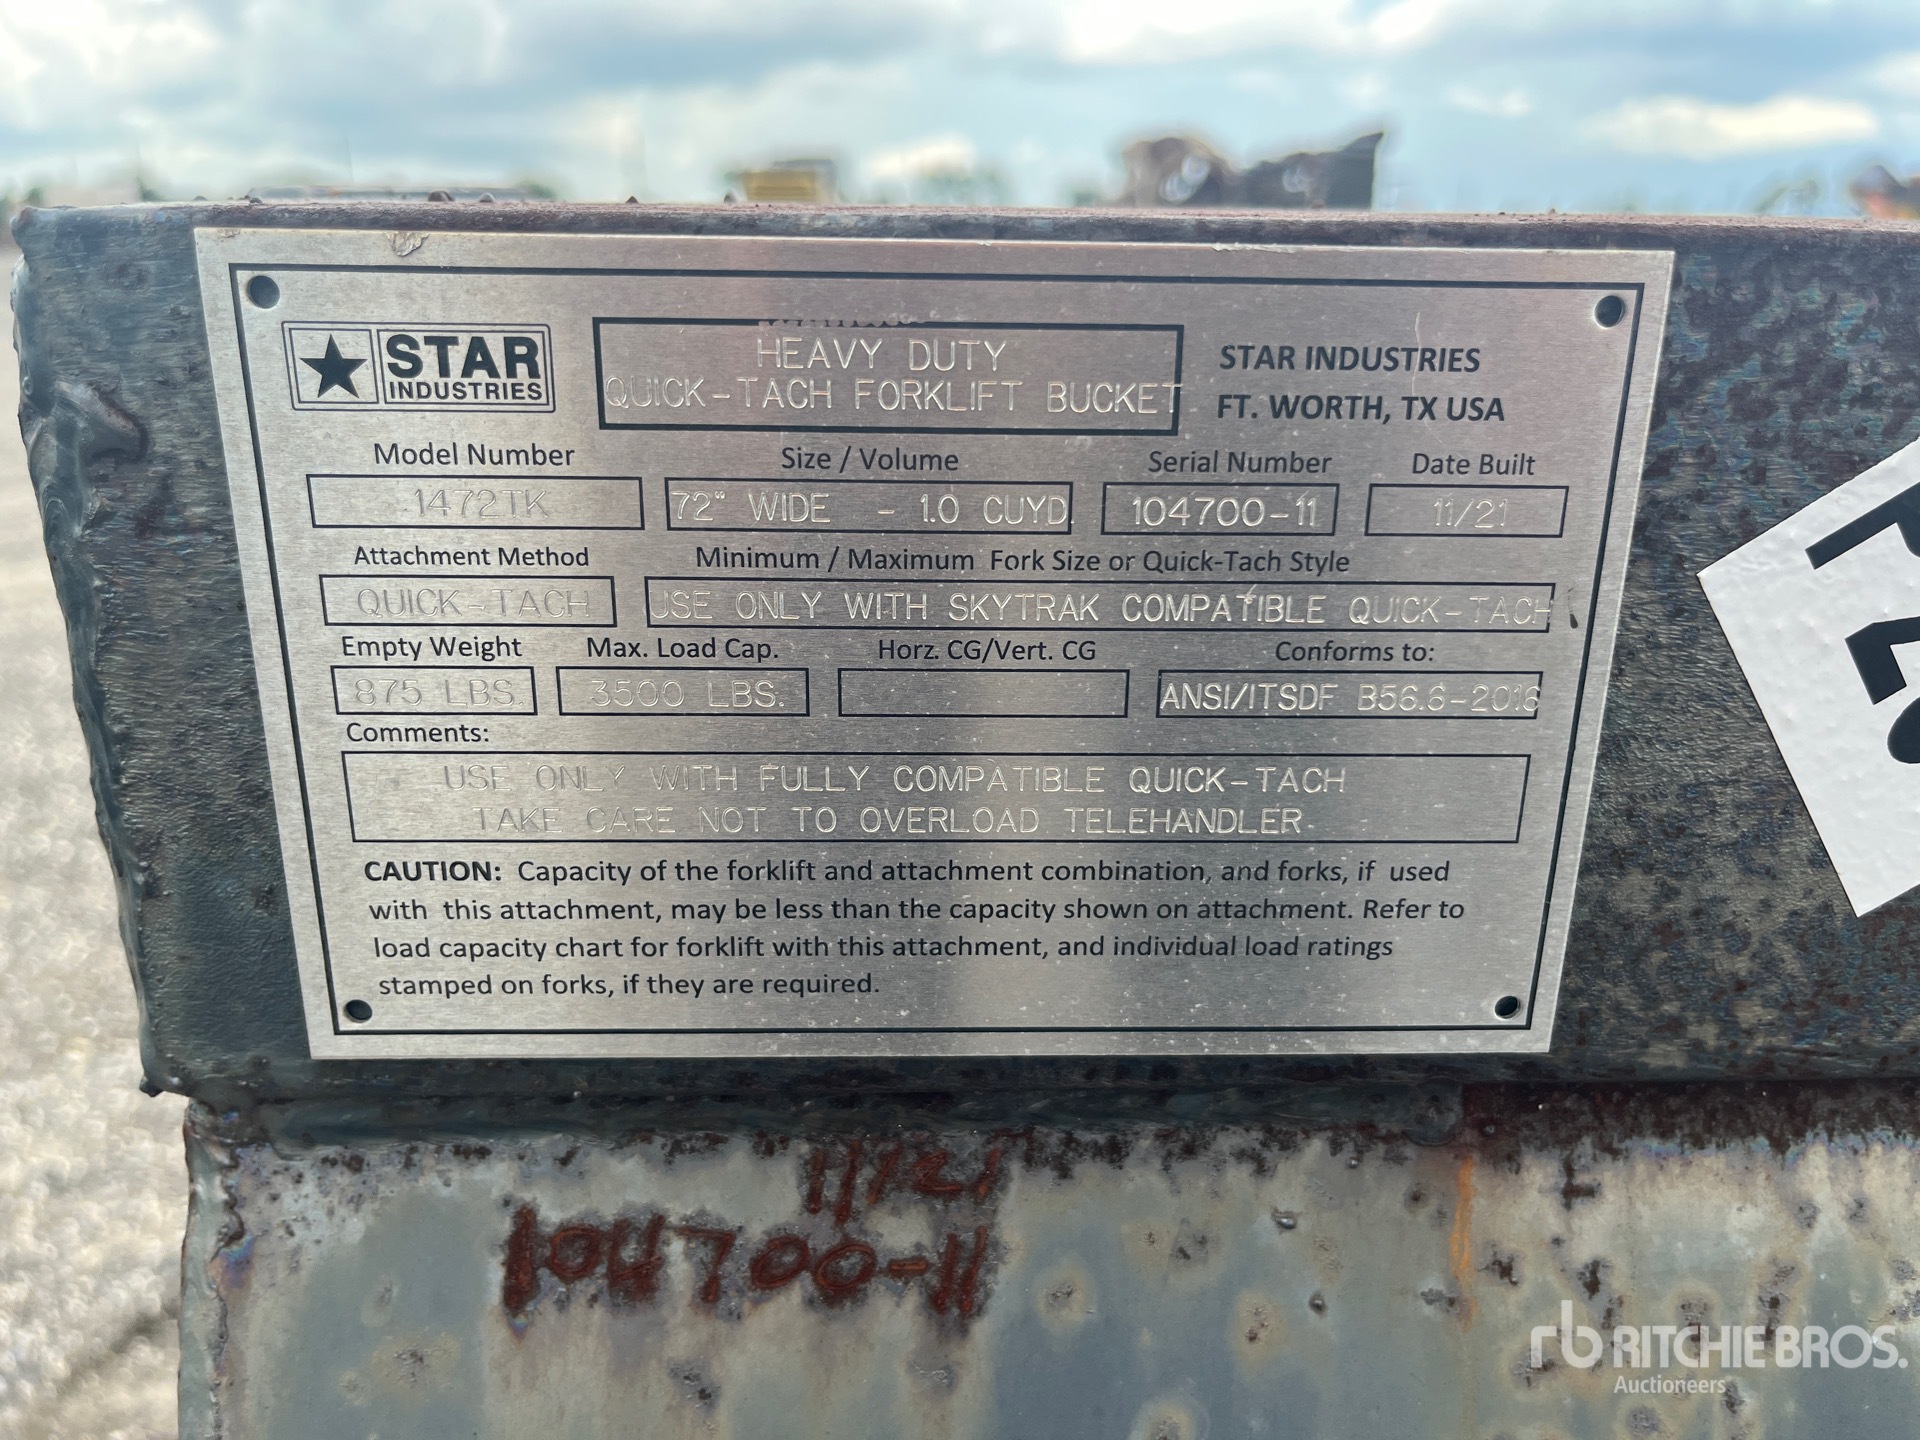 STAR
INDUSTRIES
HEAVY DUTY
QUICK-TACH FORKLIFT BUCKET
STAR INDUSTRIES
FT. WORTH, TX USA
Model Number
Size / Volume
Serial Number
Date Built
1472TK
72" WIDE - 1.0 CUYD.
104700-11
11/21
Attachment Method
Minimum / Maximum Fork Size or Quick-Tach Style
QUICK-TACH
USE ONLY WITH SKYTRAK COMPATIBLE QUICK-TACH
Empty Weight
Max. Load Cap.
Horz. CG/Vert. CG
Conforms to:
875 LBS.
3500 LBS.
ANSI/ITSDF B56.6-2016
Comments:
USE ONLY WITH FULLY COMPATIBLE QUICK-TACH
TAKE CARE NOT TO OVERLOAD TELEHANDLER
CAUTION: Capacity of the forklift and attachment combination, and forks, if used
with this attachment, may be less than the capacity shown on attachment. Refer to
load capacity chart for forklift with this attachment, and individual load ratings
stamped on forks, if they are required.
11/21
104700-11
rb RITCHIE BROS.
Auctioneers